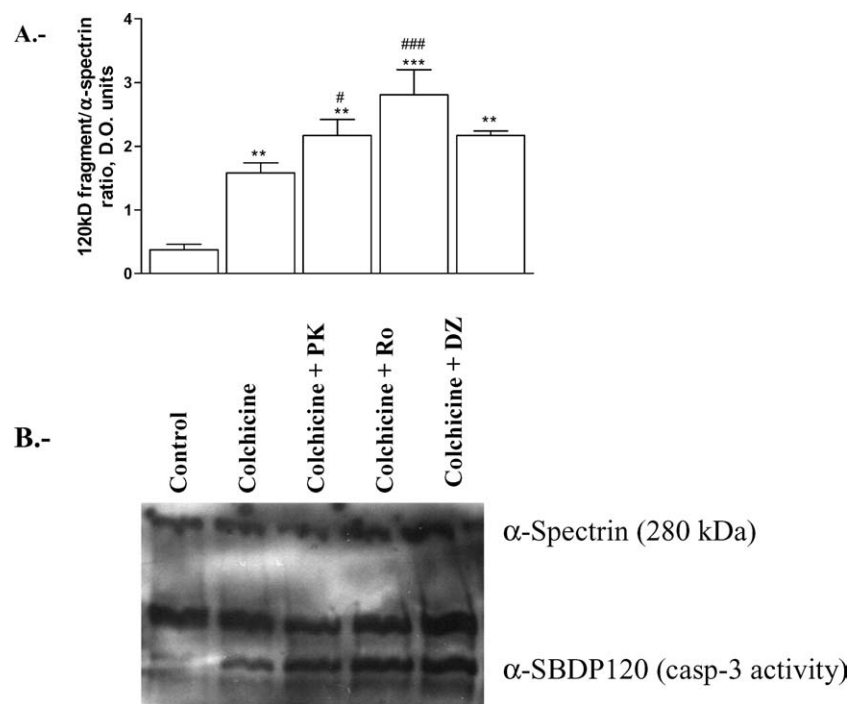 A.-
120kD fragment/α-spectrin
ratio, D.O. units
4
3
2
1
0
**
#
**
###
***
**
B.-
Control
Colchicine
Colchicine + PK
Colchicine + Ro
Colchicine + DZ
α-Spectrin (280 kDa)
α-SBDP120 (casp-3 activity)